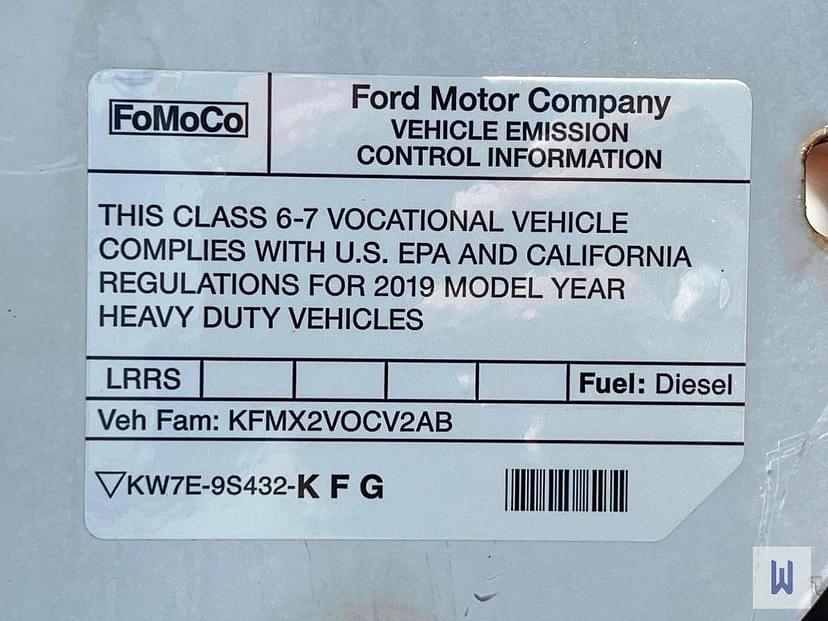 FoMoCo
Ford Motor Company
VEHICLE EMISSION
CONTROL INFORMATION
THIS CLASS 6-7 VOCATIONAL VEHICLE
COMPLIES WITH U.S. EPA AND CALIFORNIA
REGULATIONS FOR 2019 MODEL YEAR
HEAVY DUTY VEHICLES
LRRS Fuel: Diesel
Veh Fam: KFMX2VOCV2AB
▽KW7E-9S432-K F G
W